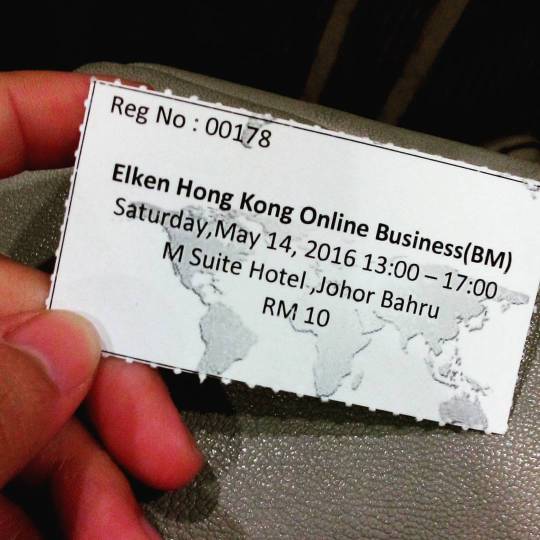 Reg No : 00178
Elken Hong Kong Online Business(BM)
Saturday,May 14, 2016 13:00 – 17:00
M Suite Hotel ,Johor Bahru
RM 10